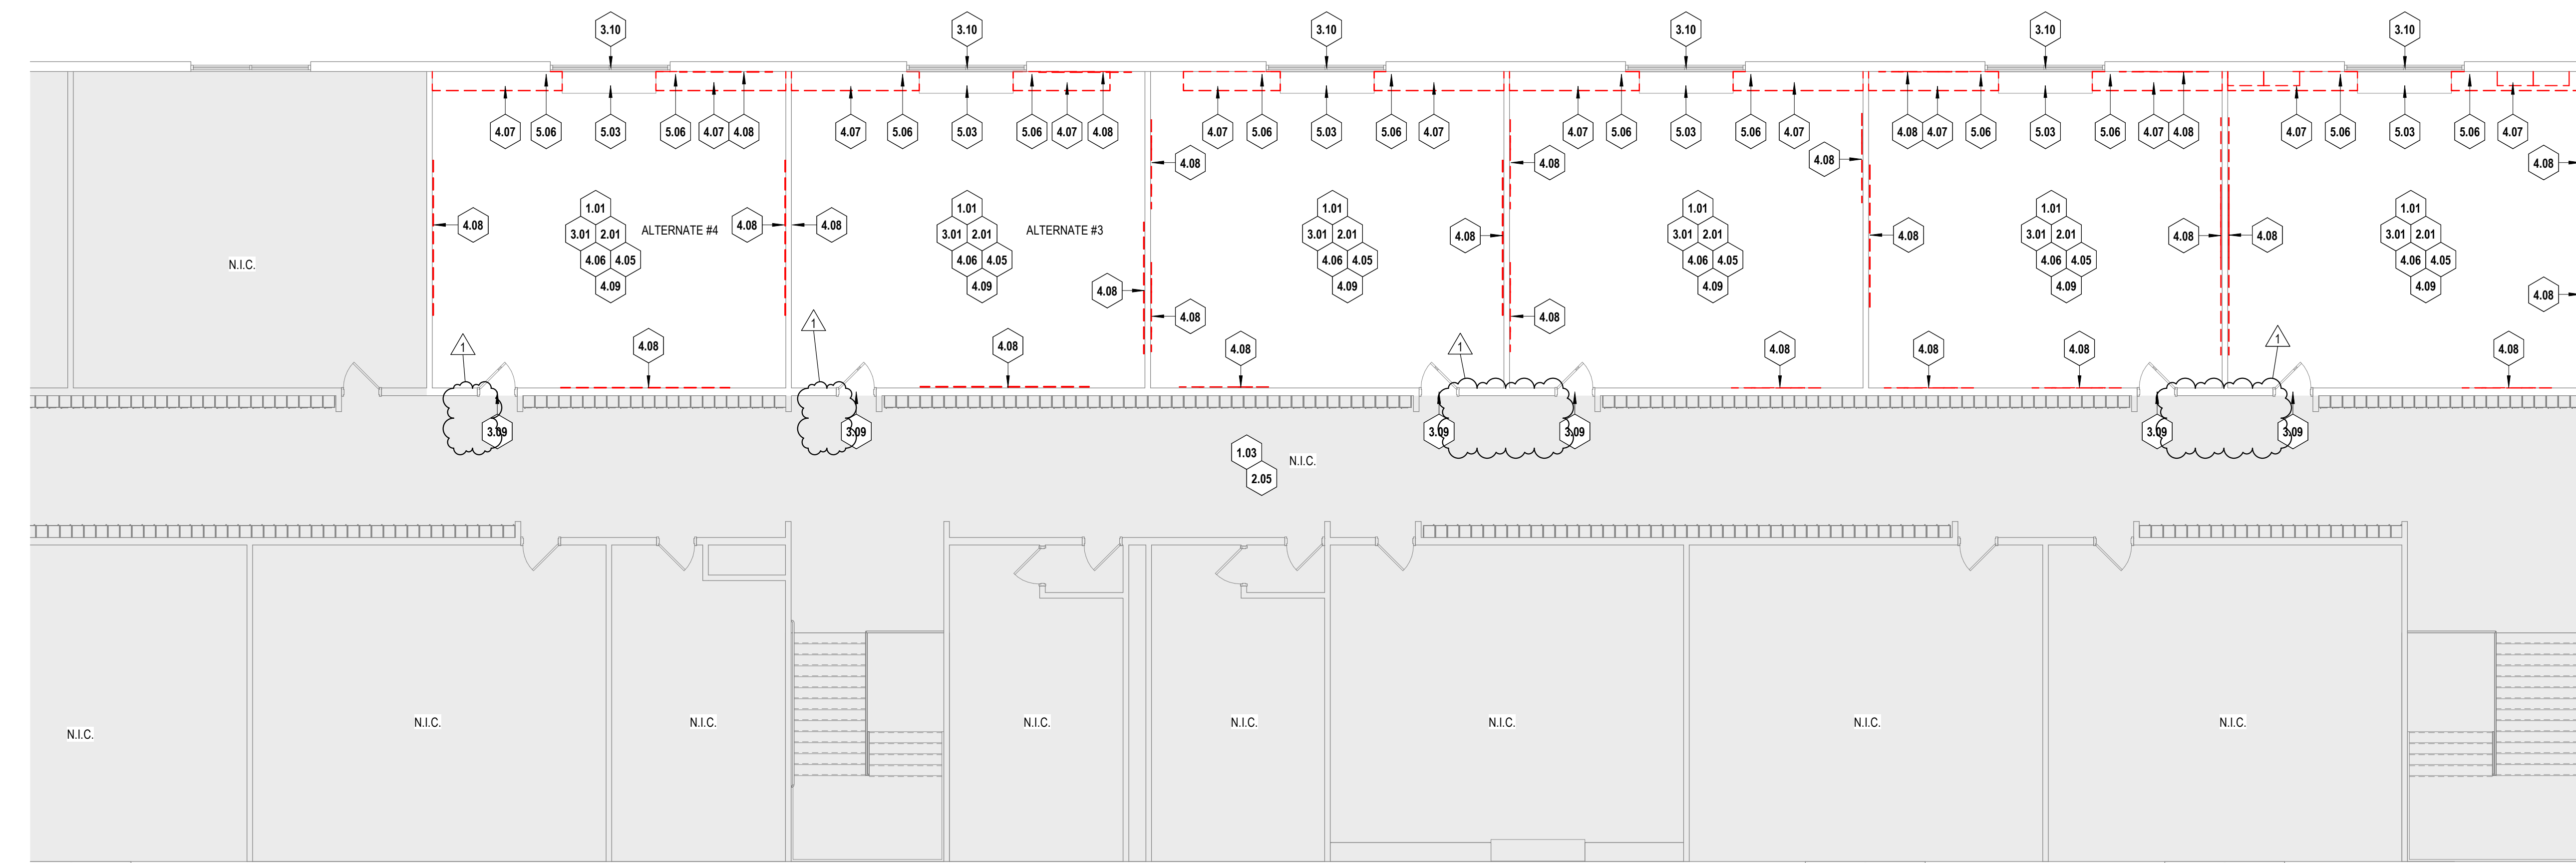 3.10 3.10 3.10 3.10 3.10 3.10
4.07 5.06 5.03 5.06 4.07 4.08 4.07 5.06 5.03 5.06 4.07 4.08 4.07 5.06 5.03 5.06 4.07 4.07 5.06 5.03 5.06 4.07 4.08 4.07 5.06 5.03 5.06 4.07 4.08 4.07 5.06 5.03 5.06 4.07
4.08 4.08 4.08 4.08
1.01 1.01 1.01 1.01 1.01 1.01
4.08 ALTERNATE #4 4.08 4.08 ALTERNATE #3
3.01 2.01 3.01 2.01 3.01 2.01 4.08 3.01 2.01 4.08 3.01 2.01 4.08 4.08 3.01 2.01
N.I.C. 4.06 4.05 4.06 4.05 4.06 4.05 4.06 4.05 4.06 4.05 4.06 4.05
4.09 4.08 4.09 4.09 4.09 4.09 4.08
4.09
1 4.08 4.08
1 4.08 4.08 4.08 1 4.08 4.08 4.08 1 4.08
3.09 3.09 3.09 3.09 3.09 3.09
1.03 N.I.C.
2.05
N.I.C. N.I.C. N.I.C. N.I.C. N.I.C. N.I.C. N.I.C. N.I.C.